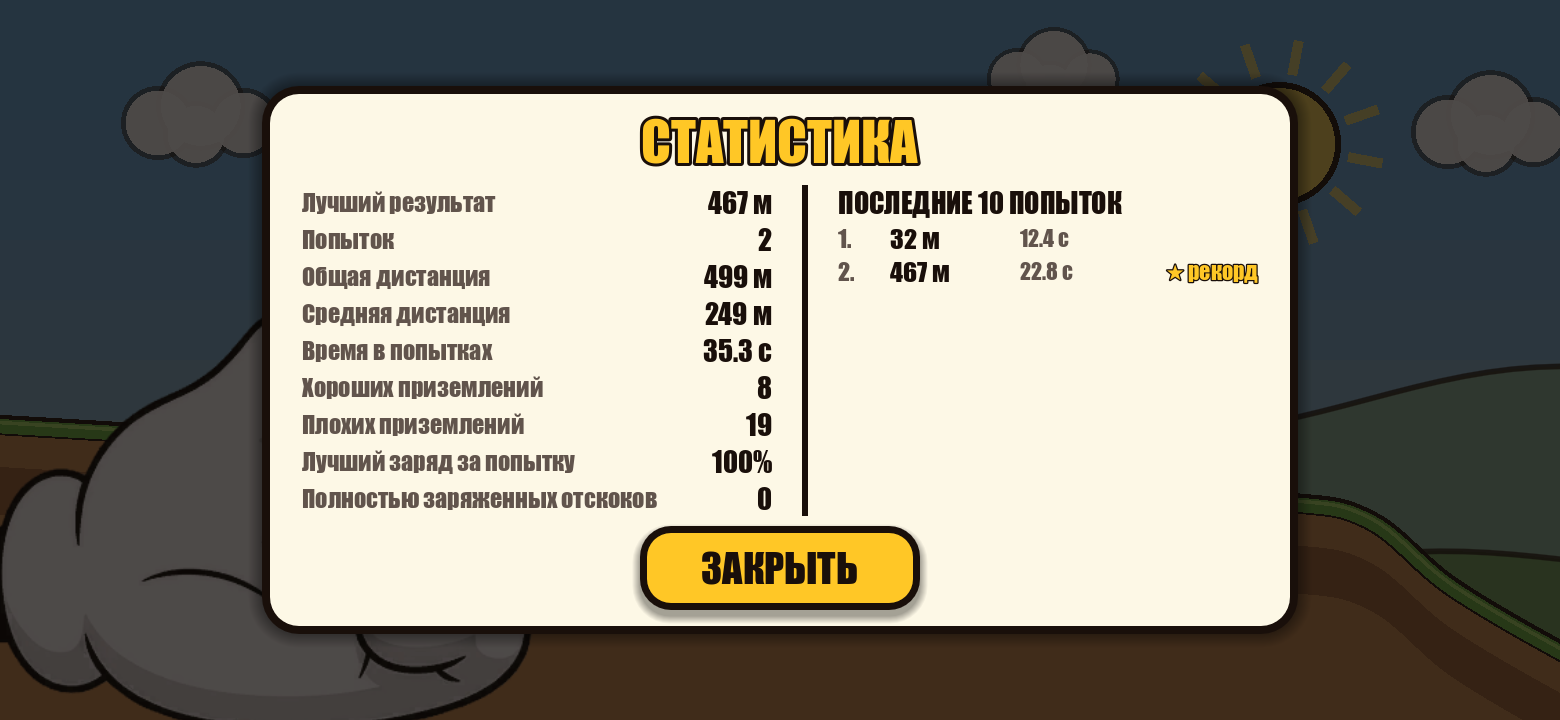 СТАТИСТИКА
Лучший результат 467 м
Попыток 2
Общая дистанция 499 м
Средняя дистанция 249 м
Время в попытках 35.3 с
Хороших приземлений 8
Плохих приземлений 19
Лучший заряд за попытку 100%
Полностью заряженных отскоков 0
ПОСЛЕДНИЕ 10 ПОПЫТОК
1. 32 м 12.4 с
2. 467 м 22.8 с ★ рекорд
ЗАКРЫТЬ